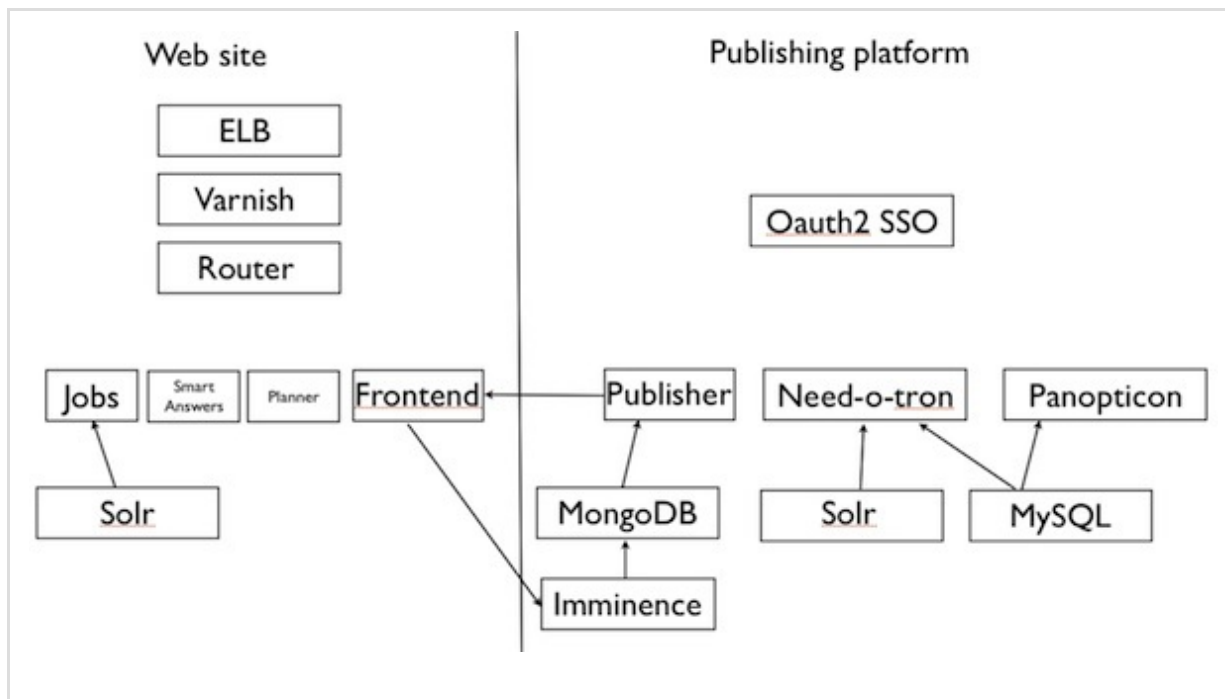 Web site
Publishing platform
ELB
Varnish
Oauth2 SSO
Router
Jobs
Smart
Answers
Planner
Frontend
Publisher
Need-o-tron
Panopticon
Solr
MongoDB
Solr
MySQL
Imminence